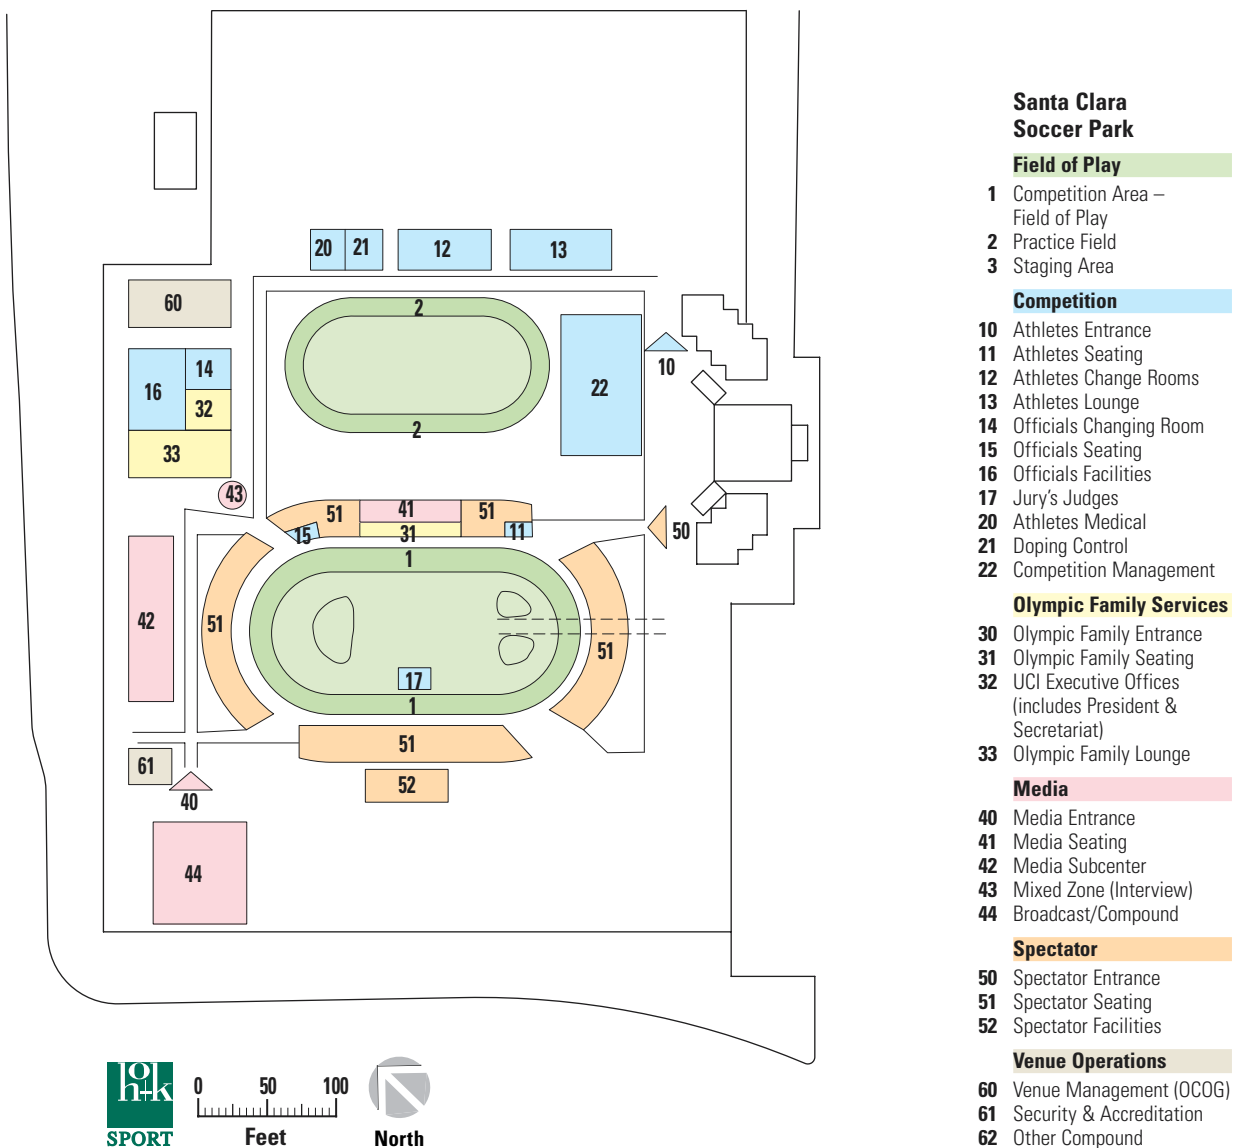 20 21 12 13
60
2
14
16 32
10
22
33
2
43
51 41 51
15 31 11
50
1
42 51 51
17
1
51
61
52
40
44
hok
SPORT
0 50 100
Feet
North
Santa Clara
Soccer Park
Field of Play
1 Competition Area –
Field of Play
2 Practice Field
3 Staging Area
Competition
10 Athletes Entrance
11 Athletes Seating
12 Athletes Change Rooms
13 Athletes Lounge
14 Officials Changing Room
15 Officials Seating
16 Officials Facilities
17 Jury's Judges
20 Athletes Medical
21 Doping Control
22 Competition Management
Olympic Family Services
30 Olympic Family Entrance
31 Olympic Family Seating
32 UCI Executive Offices
(includes President &
Secretariat)
33 Olympic Family Lounge
Media
40 Media Entrance
41 Media Seating
42 Media Subcenter
43 Mixed Zone (Interview)
44 Broadcast/Compound
Spectator
50 Spectator Entrance
51 Spectator Seating
52 Spectator Facilities
Venue Operations
60 Venue Management (OCOG)
61 Security & Accreditation
62 Other Compound